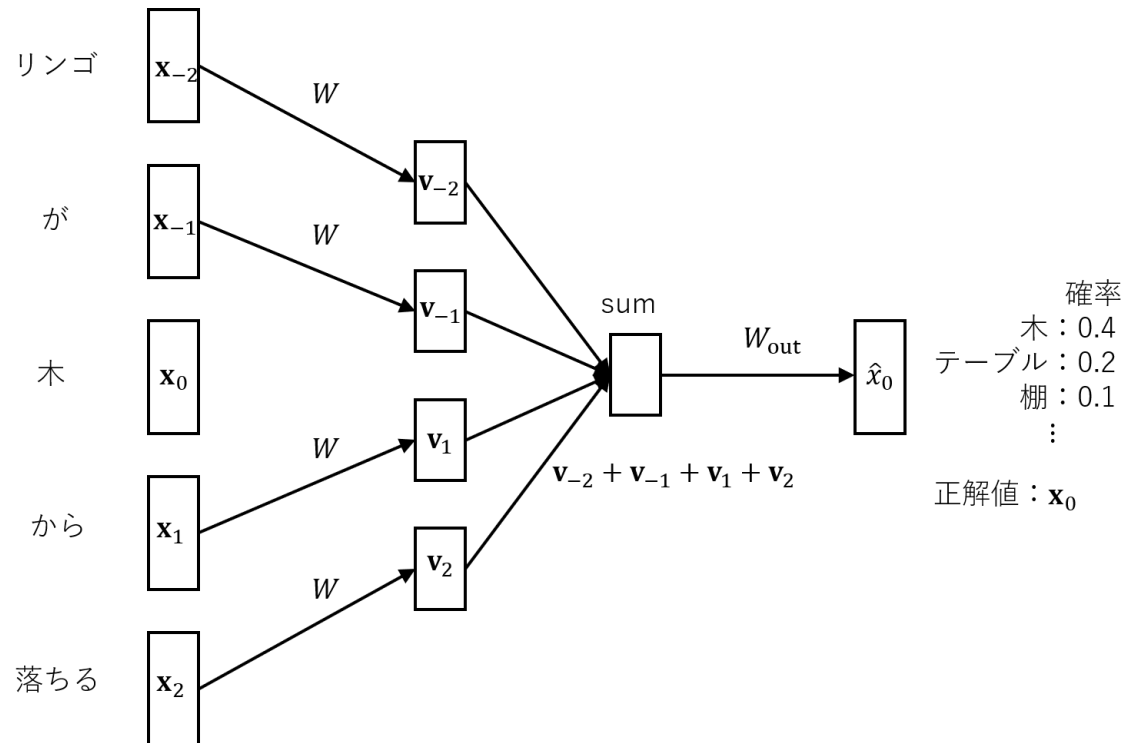 リンゴ
𝐱₋₂
W
𝐯₋₂
が
𝐱₋₁
W
𝐯₋₁
木
𝐱₀
から
𝐱₁
W
𝐯₁
落ちる
𝐱₂
W
𝐯₂
sum
𝐯₋₂ + 𝐯₋₁ + 𝐯₁ + 𝐯₂
W_out
x̂₀
確率
木：0.4
テーブル：0.2
棚：0.1
⋮
正解値：𝐱₀